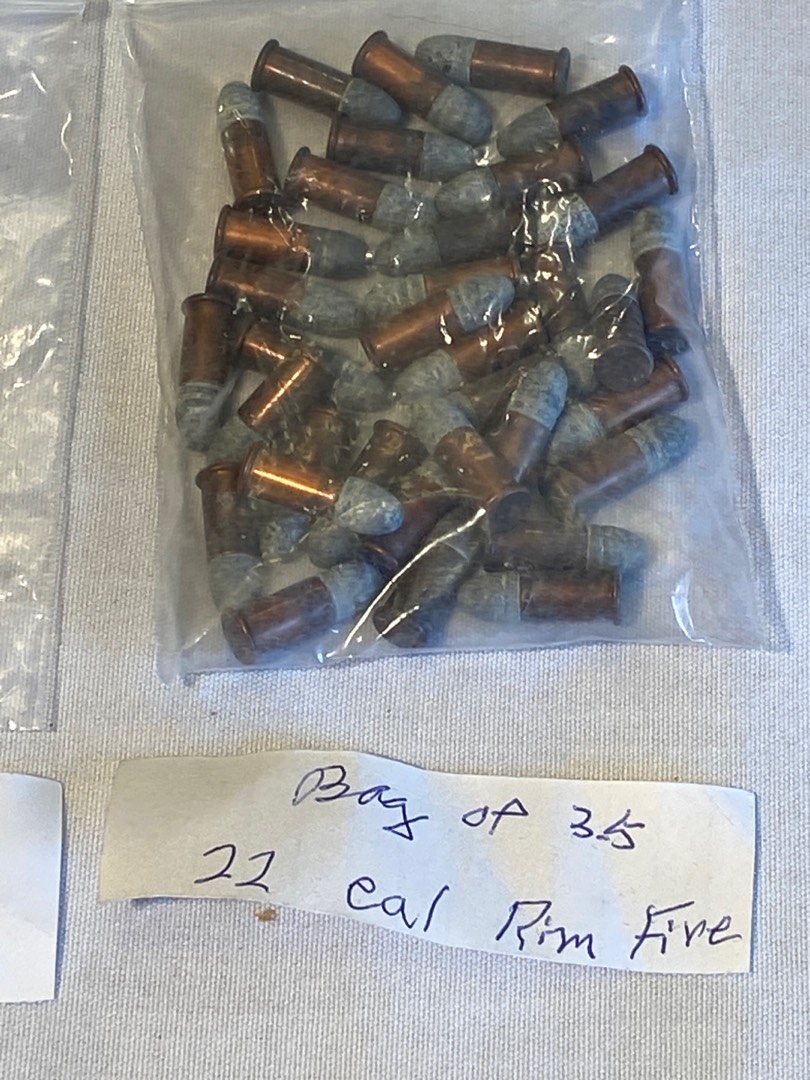 Bag of 35
22 cal Rim Fire